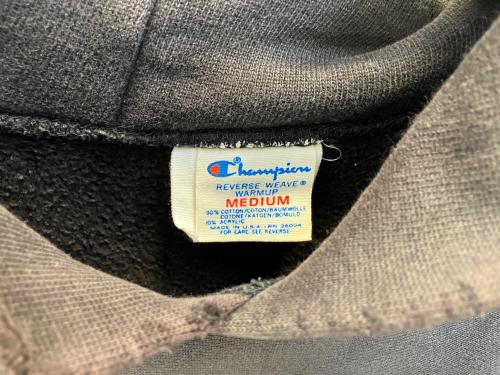 Champion
REVERSE WEAVE®
WARMUP
MEDIUM
90% COTTON/COTON/BAUMWOLLE
COTONE/KATOEN/BOMULD
10% ACRYLIC
MADE IN U.S.A. RN 26094
FOR CARE SEE REVERSE